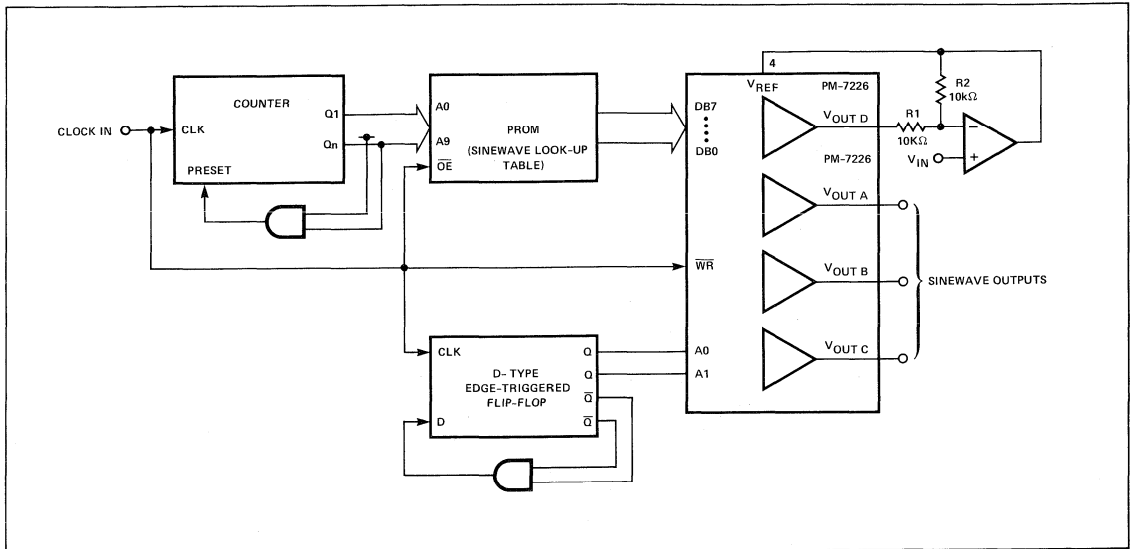 COUNTER
CLOCK IN
CLK
Q1
Qn
PRESET
A0
A9
OE
PROM
(SINEWAVE LOOK-UP
TABLE)
DB7
DB0
4
VREF
PM-7226
VOUT D
R1
10KΩ
R2
10kΩ
−
+
VIN
PM-7226
VOUT A
VOUT B
VOUT C
SINEWAVE OUTPUTS
WR
A0
A1
CLK
D
D-TYPE
EDGE-TRIGGERED
FLIP-FLOP
Q
Q
Q̅
Q̅